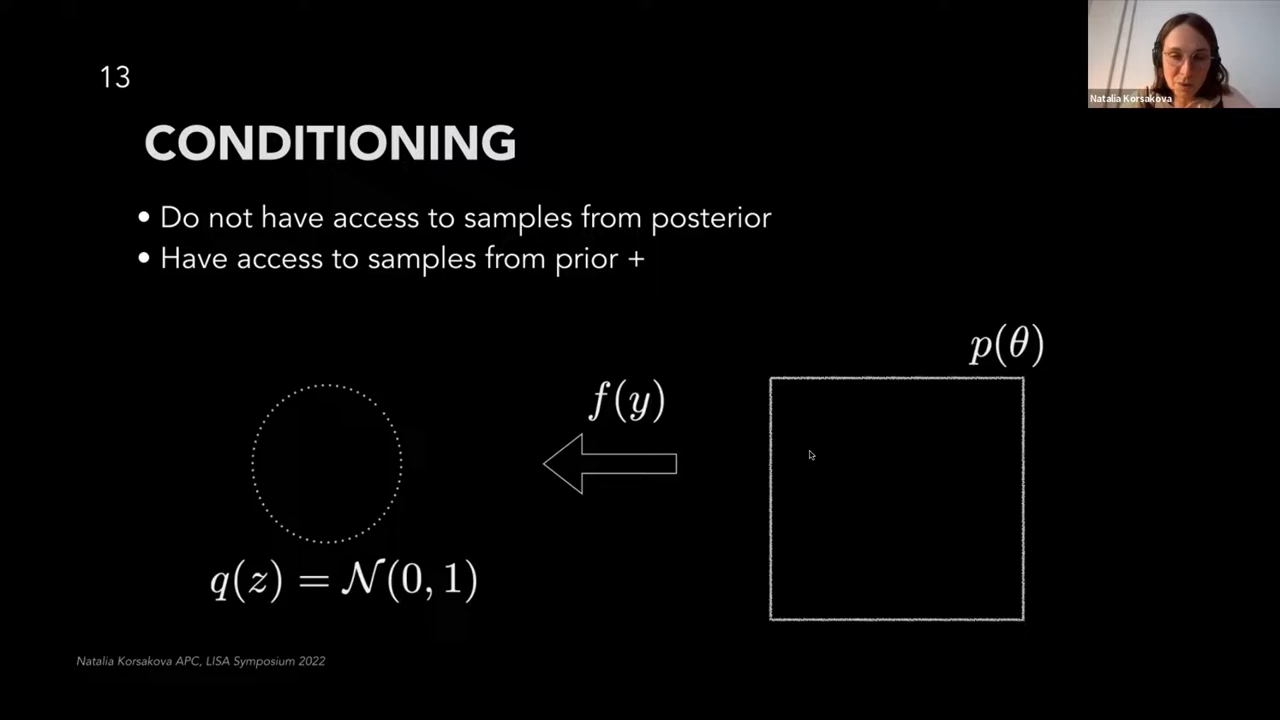 Natalia Korsakova
13
CONDITIONING
• Do not have access to samples from posterior
• Have access to samples from prior +
p(θ)
f(y)
q(z) = 𝒩(0, 1)
Natalia Korsakova APC, LISA Symposium 2022